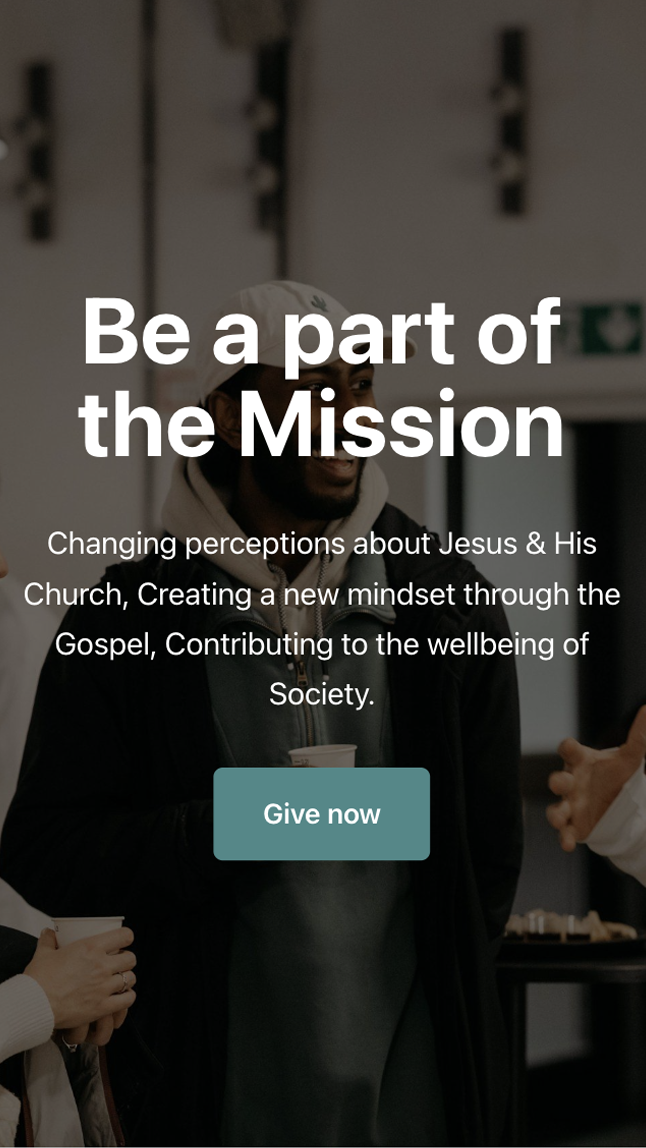 Be a part of
the Mission
Changing perceptions about Jesus & His
Church, Creating a new mindset through the
Gospel, Contributing to the wellbeing of
Society.
Give now